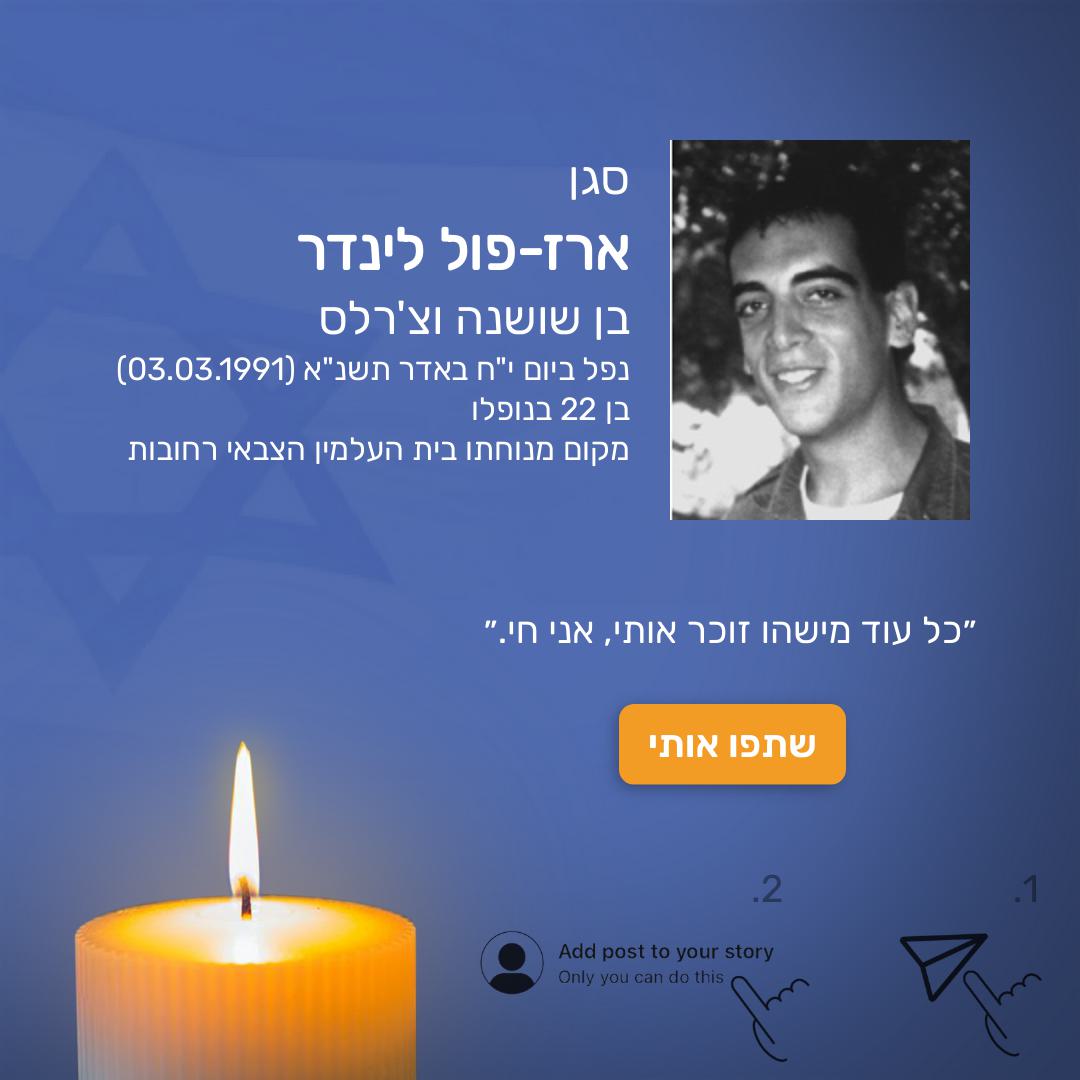 סגן
ארז-פול לינדר
בן שושנה וצ'רלס
נפל ביום י"ח באדר תשנ"א (03.03.1991)
בן 22 בנופלו
מקום מנוחתו בית העלמין הצבאי רחובות
״כל עוד מישהו זוכר אותי, אני חי.״
שתפו אותי
.1
.2
Add post to your story
Only you can do this